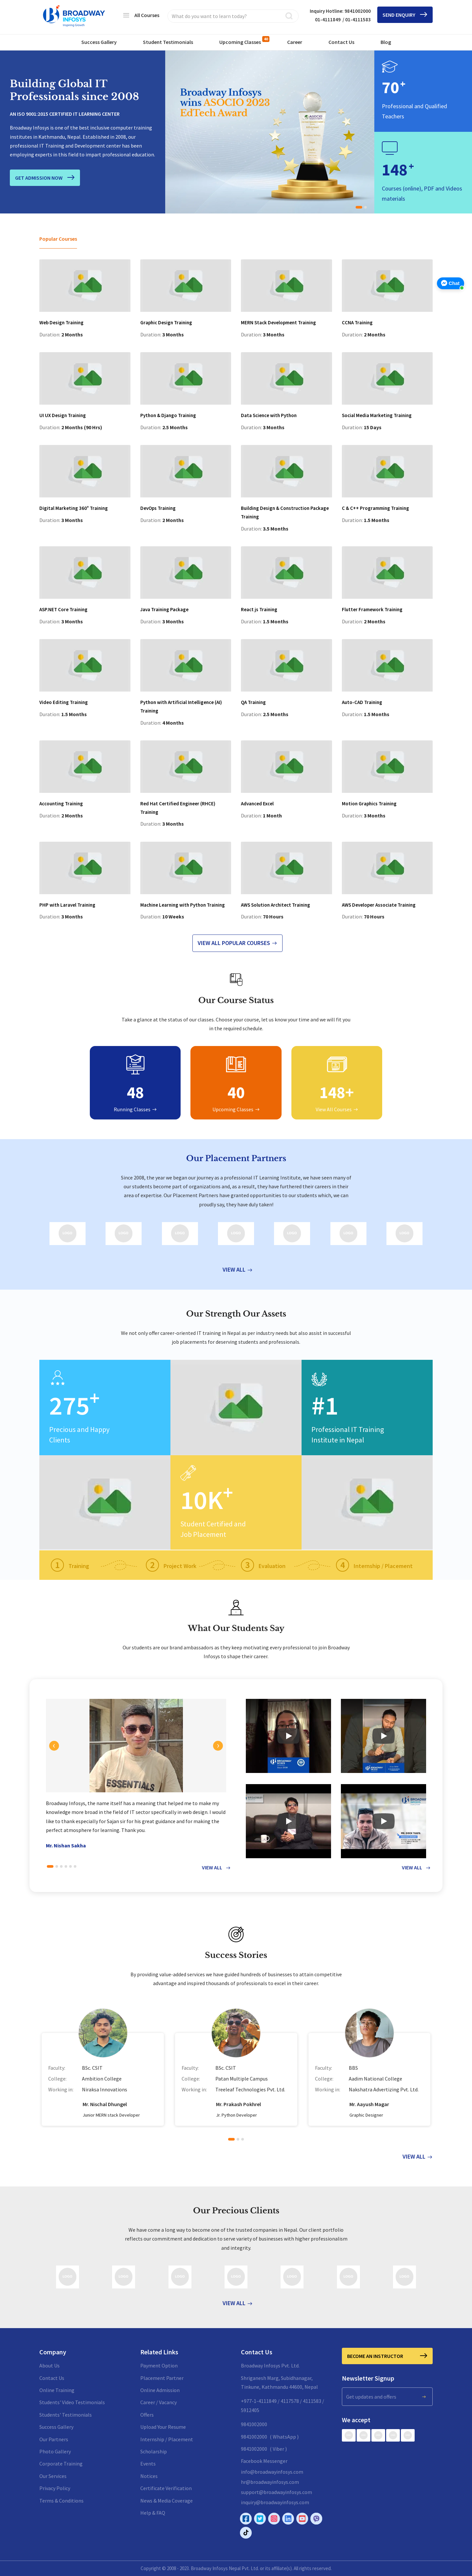 BROADWAY
INFOSYS
All Courses
What do you want to learn today?
Inquiry Hotline: 9841002000
01-4111849 / 01-4111583
SEND ENQUIRY
Success Gallery
Student Testimonials
Upcoming Classes
Career
Contact Us
Blog
Building Global IT
Professionals since 2008
AN ISO 9001:2015 CERTIFIED IT LEARNING CENTER
Broadway Infosys is one of the best inclusive computer training
institutes in Kathmandu, Nepal. Established in 2008, our
professional IT Training and Development center has been
employing experts in this field to impart professional education.
GET ADMISSION NOW
Broadway Infosys
wins ASOCIO 2023
EdTech Award
70+
Professional and Qualified
Teachers
148+
Courses (online), PDF and Videos
materials
Chat
Popular Courses
Web Design Training
Duration: 2 Months
Graphic Design Training
Duration: 3 Months
MERN Stack Development Training
Duration: 3 Months
CCNA Training
Duration: 2 Months
UI UX Design Training
Duration: 2 Months (90 Hrs)
Python & Django Training
Duration: 2.5 Months
Data Science with Python
Duration: 3 Months
Social Media Marketing Training
Duration: 15 Days
Digital Marketing 360° Training
Duration: 3 Months
DevOps Training
Duration: 2 Months
Building Design & Construction Package
Training
Duration: 3.5 Months
C & C++ Programming Training
Duration: 1.5 Months
ASP.NET Core Training
Duration: 3 Months
Java Training Package
Duration: 3 Months
React js Training
Duration: 1.5 Months
Flutter Framework Training
Duration: 2 Months
Video Editing Training
Duration: 1.5 Months
Python with Artificial Intelligence (AI)
Training
Duration: 4 Months
QA Training
Duration: 2.5 Months
Auto-CAD Training
Duration: 1.5 Months
Accounting Training
Duration: 2 Months
Red Hat Certified Engineer (RHCE)
Training
Duration: 3 Months
Advanced Excel
Duration: 1 Month
Motion Graphics Training
Duration: 3 Months
PHP with Laravel Training
Duration: 3 Months
Machine Learning with Python Training
Duration: 10 Weeks
AWS Solution Architect Training
Duration: 70 Hours
AWS Developer Associate Training
Duration: 70 Hours
VIEW ALL POPULAR COURSES
Our Course Status
Take a glance at the status of our classes. Choose your course, let us know your time and we will fit you
in the required schedule.
48
Running Classes
40
Upcoming Classes
148+
View All Courses
Our Placement Partners
Since 2008, the year we began our journey as a professional IT Learning Institute, we have seen many of
our students become part of organizations and, as a result, they have furthered their careers in their
area of expertise. Our Placement Partners have granted opportunities to our students which, we can
proudly say, they have duly taken!
VIEW ALL
Our Strength Our Assets
We not only offer career-oriented IT training in Nepal as per industry needs but also assist in successful
job placements for deserving students and professionals.
275+
Precious and Happy
Clients
#1
Professional IT Training
Institute in Nepal
10K+
Student Certified and
Job Placement
1 Training
2 Project Work
3 Evaluation
4 Internship / Placement
What Our Students Say
Our students are our brand ambassadors as they keep motivating every professional to join Broadway
Infosys to shape their career.
ESSENTIALS
Broadway Infosys, the name itself has a meaning that helped me to make my
knowledge more broad in the field of IT sector specifically in web design. I would
like to thank especially for Sajan sir for his great guidance and for making the
perfect atmosphere for learning. Thank you
Mr. Nishan Sakha
VIEW ALL
VIEW ALL
Success Stories
By providing value-added services we have guided hundreds of businesses to attain competitive
advantage and inspired thousands of professionals to excel in their career.
Faculty: BSc. CSIT
College: Ambition College
Working in: Niraksa Innovations
Mr. Nischal Dhungel
Junior MERN stack Developer
Faculty: BSc. CSIT
College: Patan Multiple Campus
Working in: Treeleaf Technologies Pvt. Ltd.
Mr. Prakash Pokhrel
Jr. Python Developer
Faculty: BBS
College: Aadim National College
Working in: Nakshatra Advertizing Pvt. Ltd.
Mr. Aayush Magar
Graphic Designer
VIEW ALL
Our Precious Clients
We have come a long way to become one of the trusted companies in Nepal. Our client portfolio
reflects our commitment and dedication to the serve variety of businesses with higher professionalism
and integrity.
VIEW ALL
Company
About Us
Contact Us
Online Training
Students' Video Testimonials
Students' Testimonials
Success Gallery
Our Partners
Photo Gallery
Corporate Training
Our Services
Privacy Policy
Terms & Conditions
Related Links
Payment Option
Placement Partner
Online Admission
Career / Vacancy
Offers
Upload Your Resume
Internship / Placement
Scholarship
Events
Notices
Certificate Verification
News & Media Coverage
Help & FAQ
Contact Us
Broadway Infosys Pvt. Ltd.
Shriganesh Marg, Subidhanagar,
Tinkune, Kathmandu 44600, Nepal
+977-1-4111849 / 4117578 / 4111583 /
5912405
9841002000
9841002000 ( WhatsApp )
9841002000 ( Viber )
Facebook Messenger
info@broadwayinfosys.com
hr@broadwayinfosys.com
support@broadwayinfosys.com
inquiry@broadwayinfosys.com
BECOME AN INSTRUCTOR
Newsletter Signup
Get updates and offers
We accept
Copyright © 2008 - 2023. Broadway Infosys Nepal Pvt. Ltd. or its affiliate(s). All rights reserved.